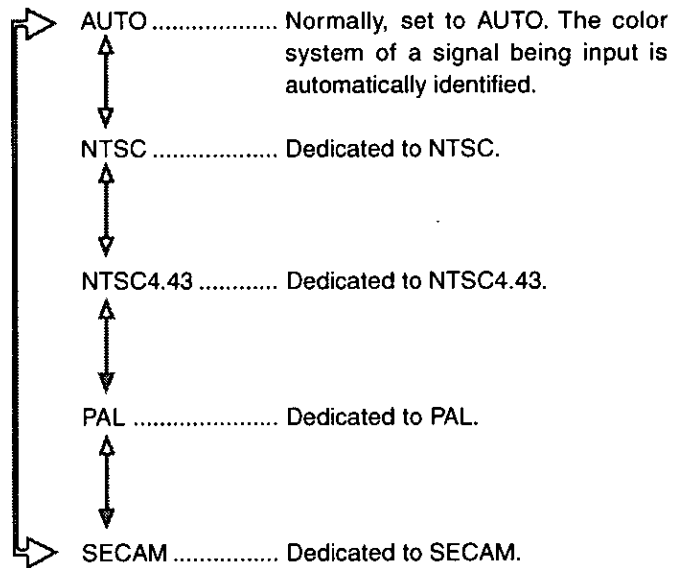 AUTO ................... Normally, set to AUTO. The color
system of a signal being input is
automatically identified.
NTSC ................... Dedicated to NTSC.
NTSC4.43 ............ Dedicated to NTSC4.43.
PAL ...................... Dedicated to PAL.
SECAM ................ Dedicated to SECAM.